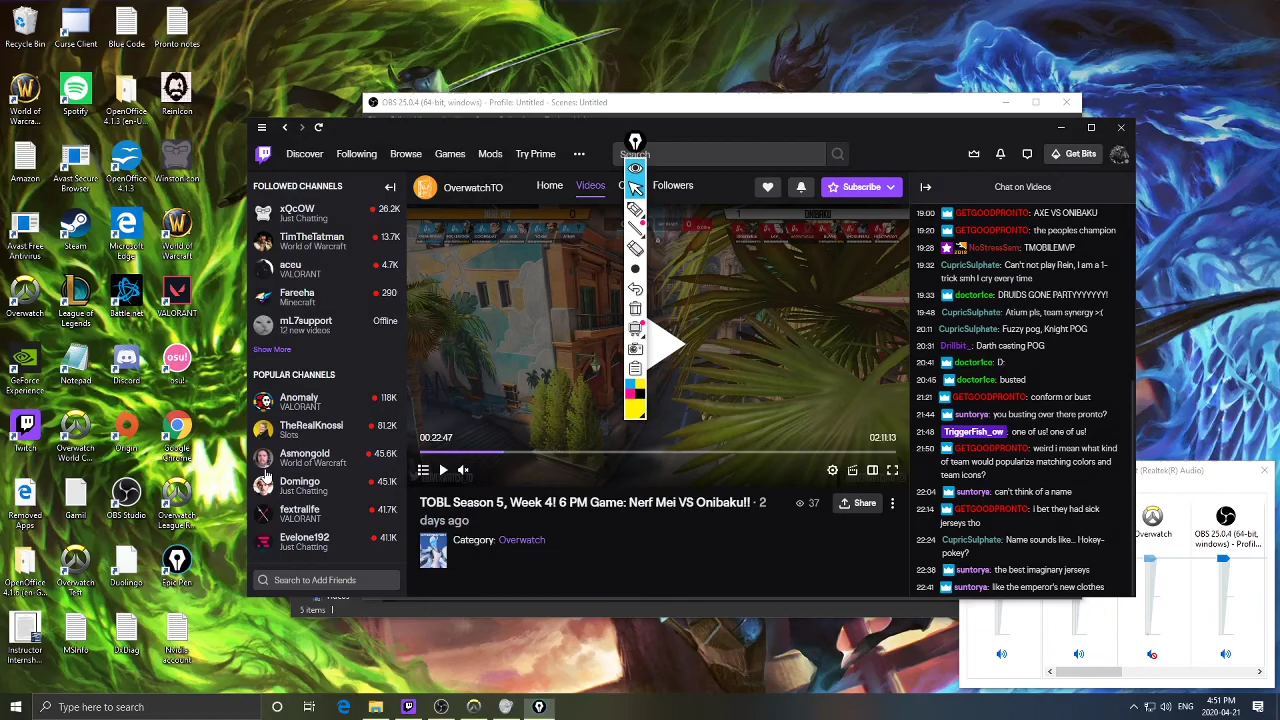 Recycle Bin
Curse Client
Blue Code
Pronto notes
World of Warcra...
Spotify
OpenOffice 4.1.3 (en-U...
ReinIcon
Assassin
Avast Secure Browser
OpenOffice 4.1.3
Winston.con
Avast Free Antivirus
Steam
Microsoft Edge
World of Warcraft
Overwatch
League of Legends
Battle.net
VALORANT
GeForce Experience
Notepad
Discord
osu!
Twitch
Overwatch World C...
Origin
Google Chrome
Removed Apps
Gamil
OBS Studio
Overwatch League R...
OpenOffice 4.1.3 (en-G...
Overwatch Test
Duolingo
Epic Pen
Instructor Internsh...
MSInfo
DxDiag
Nvidia account
OBS 25.0.4 (64-bit, windows) - Profile: Untitled - Scenes: Untitled
Discover
Following
Browse
Games
Mods
Try Prime
Search
Get Bits
FOLLOWED CHANNELS
xQcOW
Just Chatting
26.2K
TimTheTatman
World of Warcraft
13.7K
aceu
VALORANT
4.7K
Fareeha
Minecraft
290
mL7support
12 new videos
Offline
Show More
CHANNELS
Anomaly
VALORANT
118K
TheRealKnossi
Slots
81.2K
World of Warcraft
45.6K
Domingo
Just Chatting
45.1K
Autralife
VALORANT
41.7K
Evelone192
Just Chatting
41.1K
Search to Add Friends
OverwatchTO
Home
Videos
Followers
Subscribe
ONIBAKU
00:22:47
02:11:13
TOBL Season 5, Week 4! 6 PM Game: Nerf Mei VS Onibaku!! · 2
days ago
37
Share
Category: Overwatch
Chat on Videos
19:00 GETGOODPRONTO: AXE VS ONIBAKU
19:21 GETGOODPRONTO: the peoples champion
19:28 NoStressSam: TMOBILEMVP
19:32 CupricSulphate: Can't not play Rein, I am a 1-
trick smh I cry every time
19:33 doctor1ce: DRUIDS GONE PARTYYYYYYY!
19:48 CupricSulphate: Atium pls, team synergy >:(
20:11 CupricSulphate: Fuzzy pog, Knight POG
20:31 Drillbit_: Darth casting POG
20:41 doctor1ce: D:
20:45 doctor1ce: busted
21:21 GETGOODPRONTO: conform or bust
21:44 suntorya: you busting over there pronto?
21:48 TriggerFish_ow: one of us! one of us!
21:50 GETGOODPRONTO: weird i mean what kind
of team would popularize matching colors and
team icons?
22:04 suntorya: can't think of a name
22:14 GETGOODPRONTO: i bet they had sick
jerseys tho
22:24 CupricSulphate: Name sounds like... Hokey-
pokey?
22:38 suntorya: the best imaginary jerseys
22:41 suntorya: like the emperor's new clothes
5 items
(Realtek(R) Audio)
Overwatch
OBS 25.0.4 (64-bit, windows) - Profil...
Type here to search
ENG
4:51 PM
2020-04-21